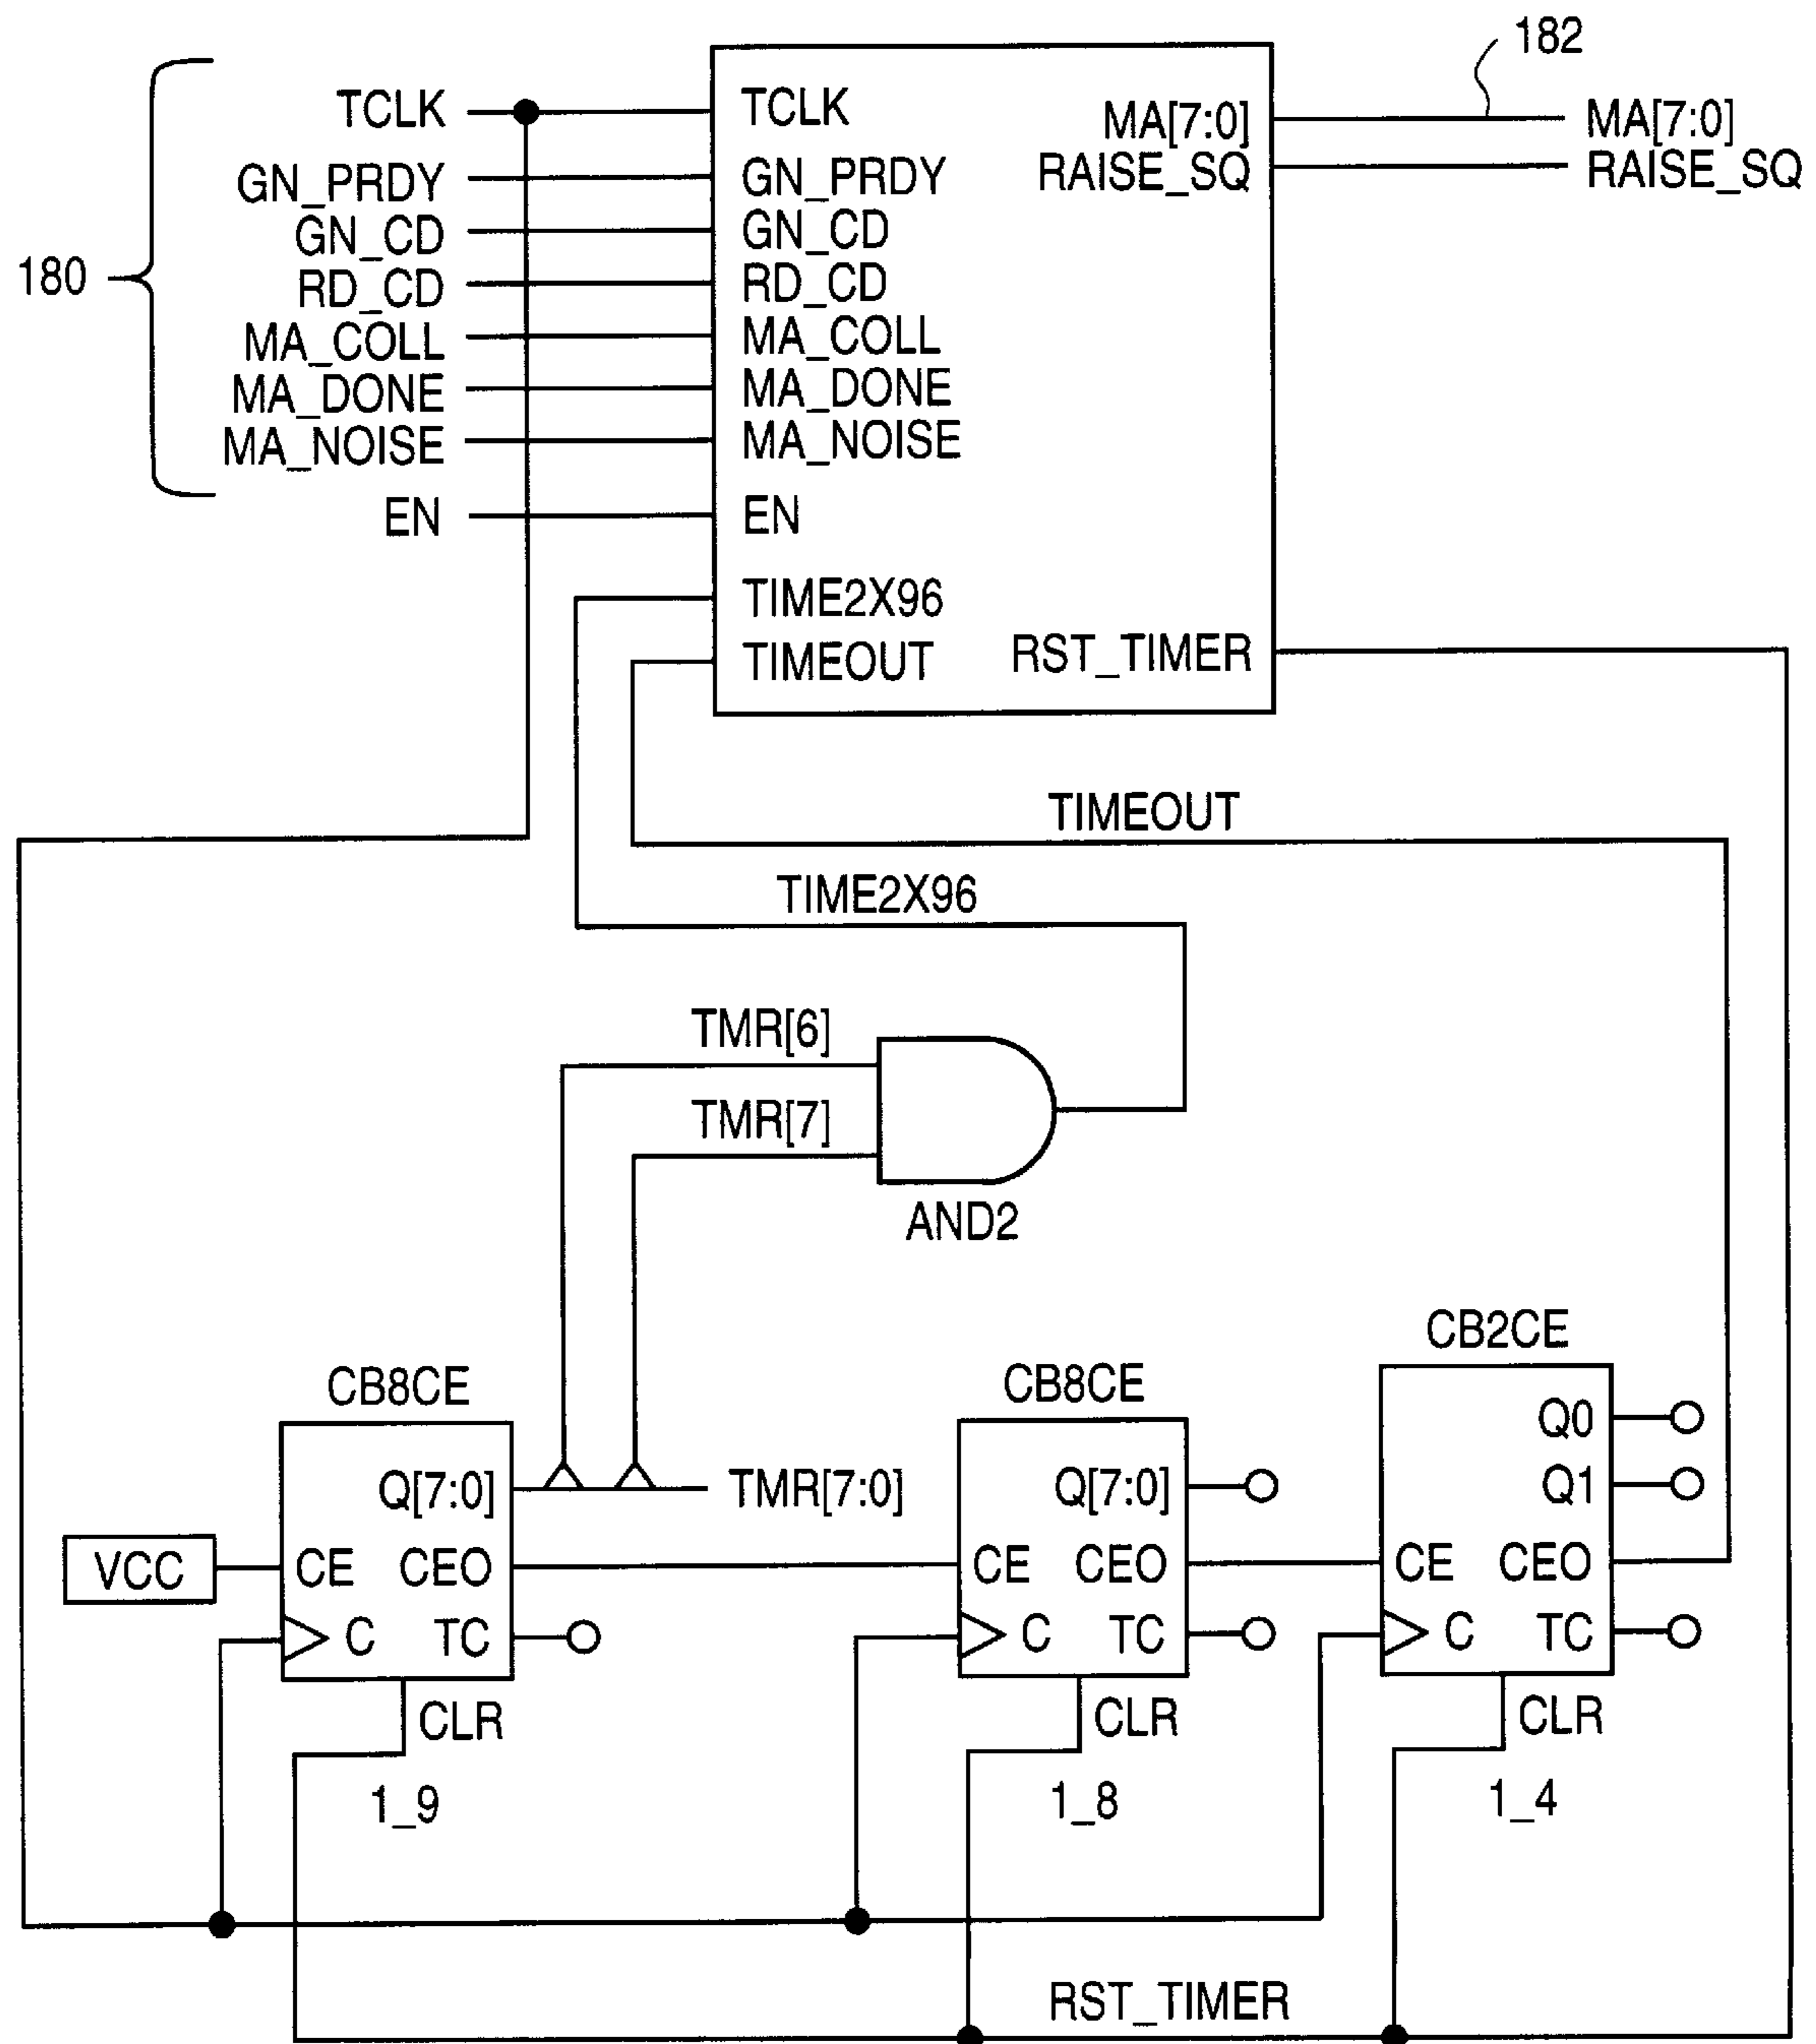 182
TCLK TCLK MA[7:0] MA[7:0]
GN_PRDY GN_PRDY RAISE_SQ RAISE_SQ
GN_CD GN_CD
180 RD_CD RD_CD
MA_COLL MA_COLL
MA_DONE MA_DONE
MA_NOISE MA_NOISE
EN EN
TIME2X96
TIMEOUT RST_TIMER
TIMEOUT
TIME2X96
TMR[6]
TMR[7]
AND2
CB8CE CB8CE CB2CE
Q[7:0] TMR[7:0] Q[7:0] Q0
Q1
VCC CE CEO CE CEO CE CEO
C TC C TC C TC
CLR CLR CLR
1_9 1_8 1_4
RST_TIMER